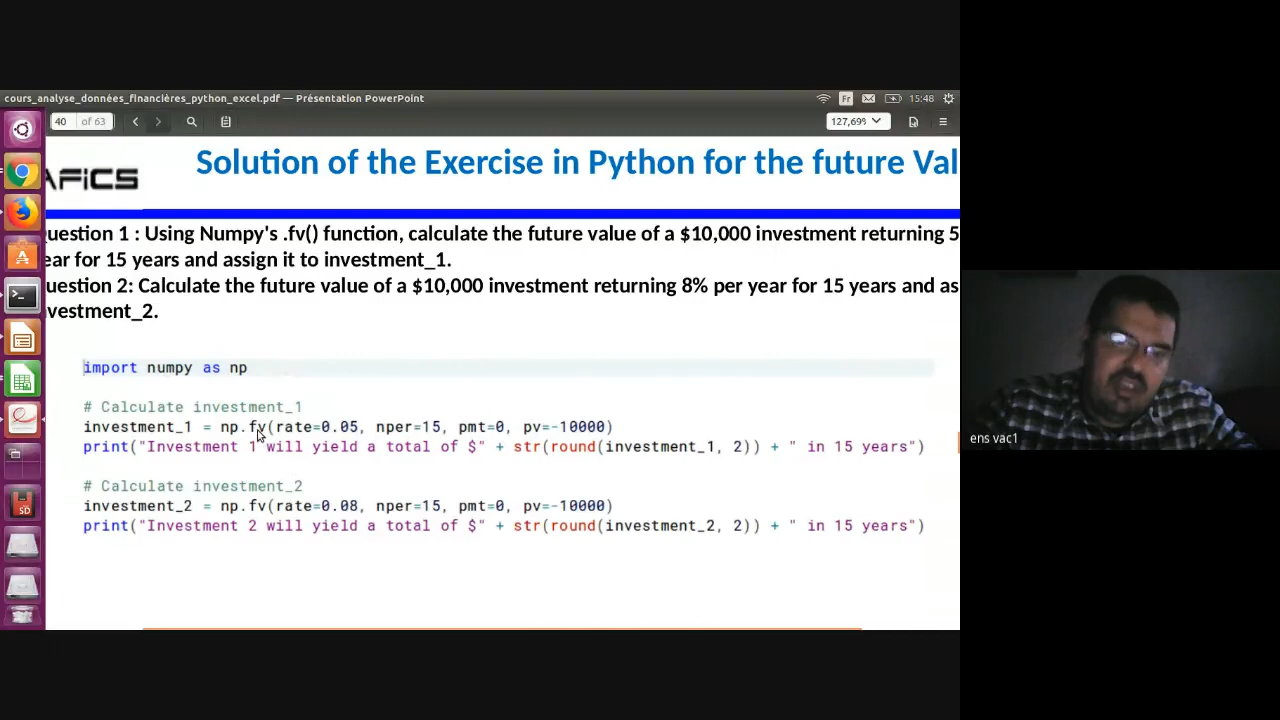 cours_analyse_données_financières_python_excel.pdf — Présentation PowerPoint
Fr
15:48
40 of 63
127,69%
AFiCS
Solution of the Exercise in Python for the future Val
uestion 1 : Using Numpy's .fv() function, calculate the future value of a $10,000 investment returning 5
ear for 15 years and assign it to investment_1.
uestion 2: Calculate the future value of a $10,000 investment returning 8% per year for 15 years and as
vestment_2.
import numpy as np
# Calculate investment_1
investment_1 = np.fv(rate=0.05, nper=15, pmt=0, pv=-10000)
print("Investment 1 will yield a total of $" + str(round(investment_1, 2)) + " in 15 years")
# Calculate investment_2
investment_2 = np.fv(rate=0.08, nper=15, pmt=0, pv=-10000)
print("Investment 2 will yield a total of $" + str(round(investment_2, 2)) + " in 15 years")
ens vac1
SD